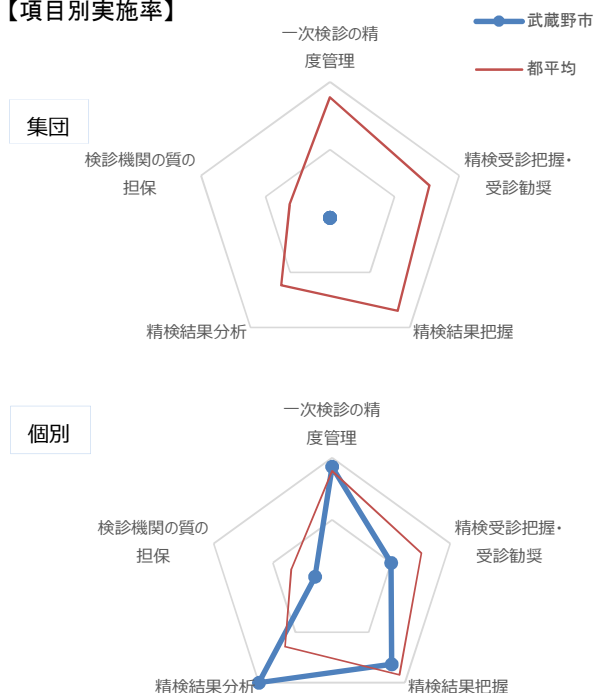 【項目別実施率】
武蔵野市
都平均
集団
一次検診の精
度管理
精検受診把握・
受診勧奨
精検結果把握
精検結果分析
検診機関の質の
担保
個別
一次検診の精
度管理
精検受診把握・
受診勧奨
精検結果把握
精検結果分析
検診機関の質の
担保